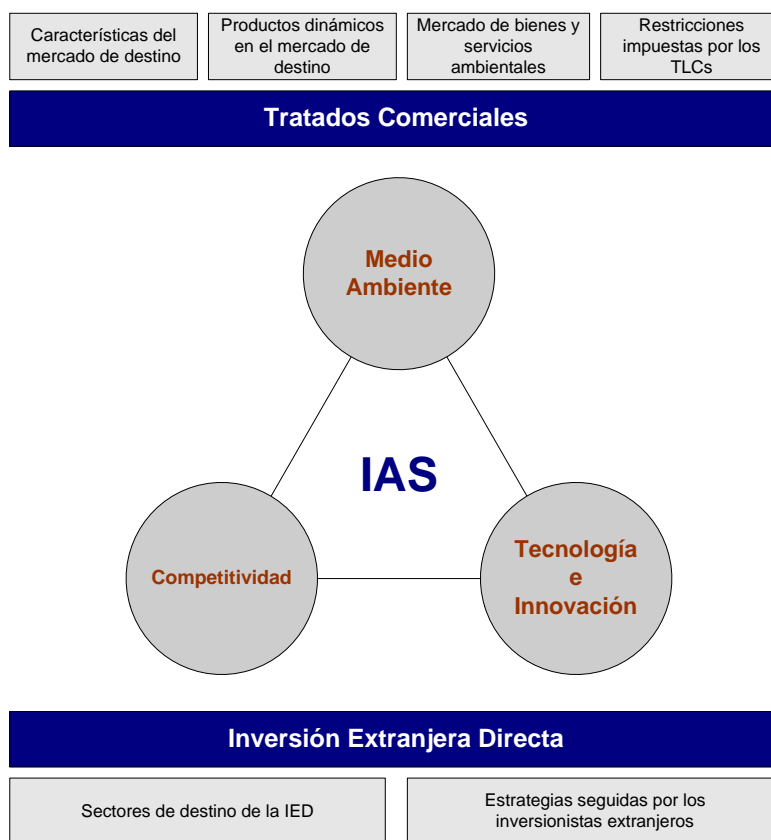 Características del
mercado de destino
Productos dinámicos
en el mercado de
destino
Mercado de bienes y
servicios
ambientales
Restricciones
impuestas por los
TLCs
Tratados Comerciales
Medio
Ambiente
IAS
Competitividad
Tecnología
e
Innovación
Inversión Extranjera Directa
Sectores de destino de la IED
Estrategias seguidas por los
inversionistas extranjeros